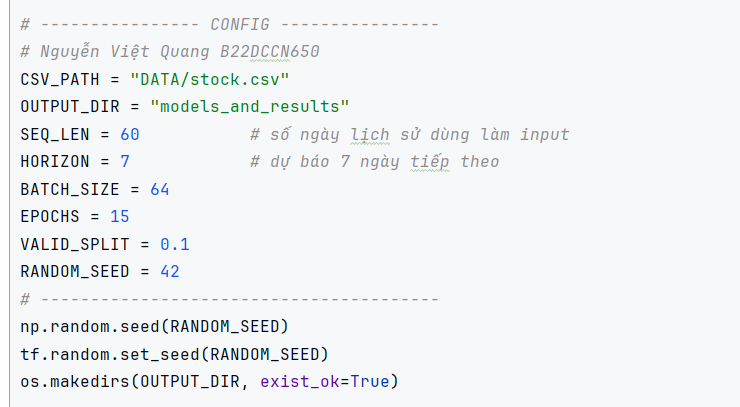 # ---------------- CONFIG ----------------
# Nguyễn Việt Quang B22DCCN650
CSV_PATH = "DATA/stock.csv"
OUTPUT_DIR = "models_and_results"
SEQ_LEN = 60           # số ngày lịch sử dùng làm input
HORIZON = 7            # dự báo 7 ngày tiếp theo
BATCH_SIZE = 64
EPOCHS = 15
VALID_SPLIT = 0.1
RANDOM_SEED = 42
# ----------------------------------------
np.random.seed(RANDOM_SEED)
tf.random.set_seed(RANDOM_SEED)
os.makedirs(OUTPUT_DIR, exist_ok=True)